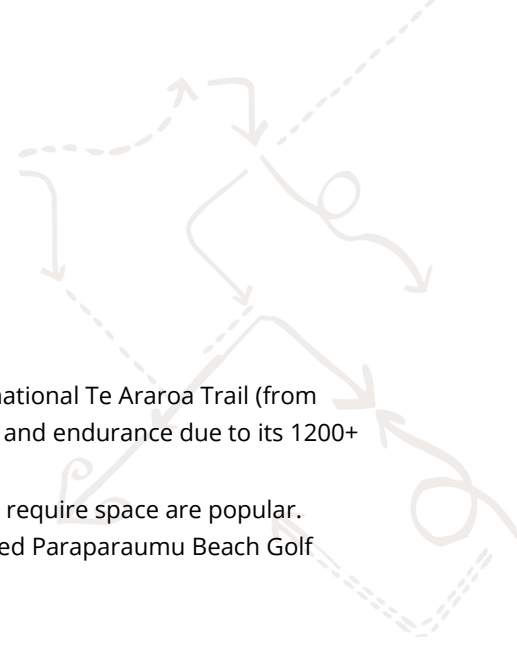 national Te Araroa Trail (from
and endurance due to its 1200+
require space are popular.
ed Paraparaumu Beach Golf